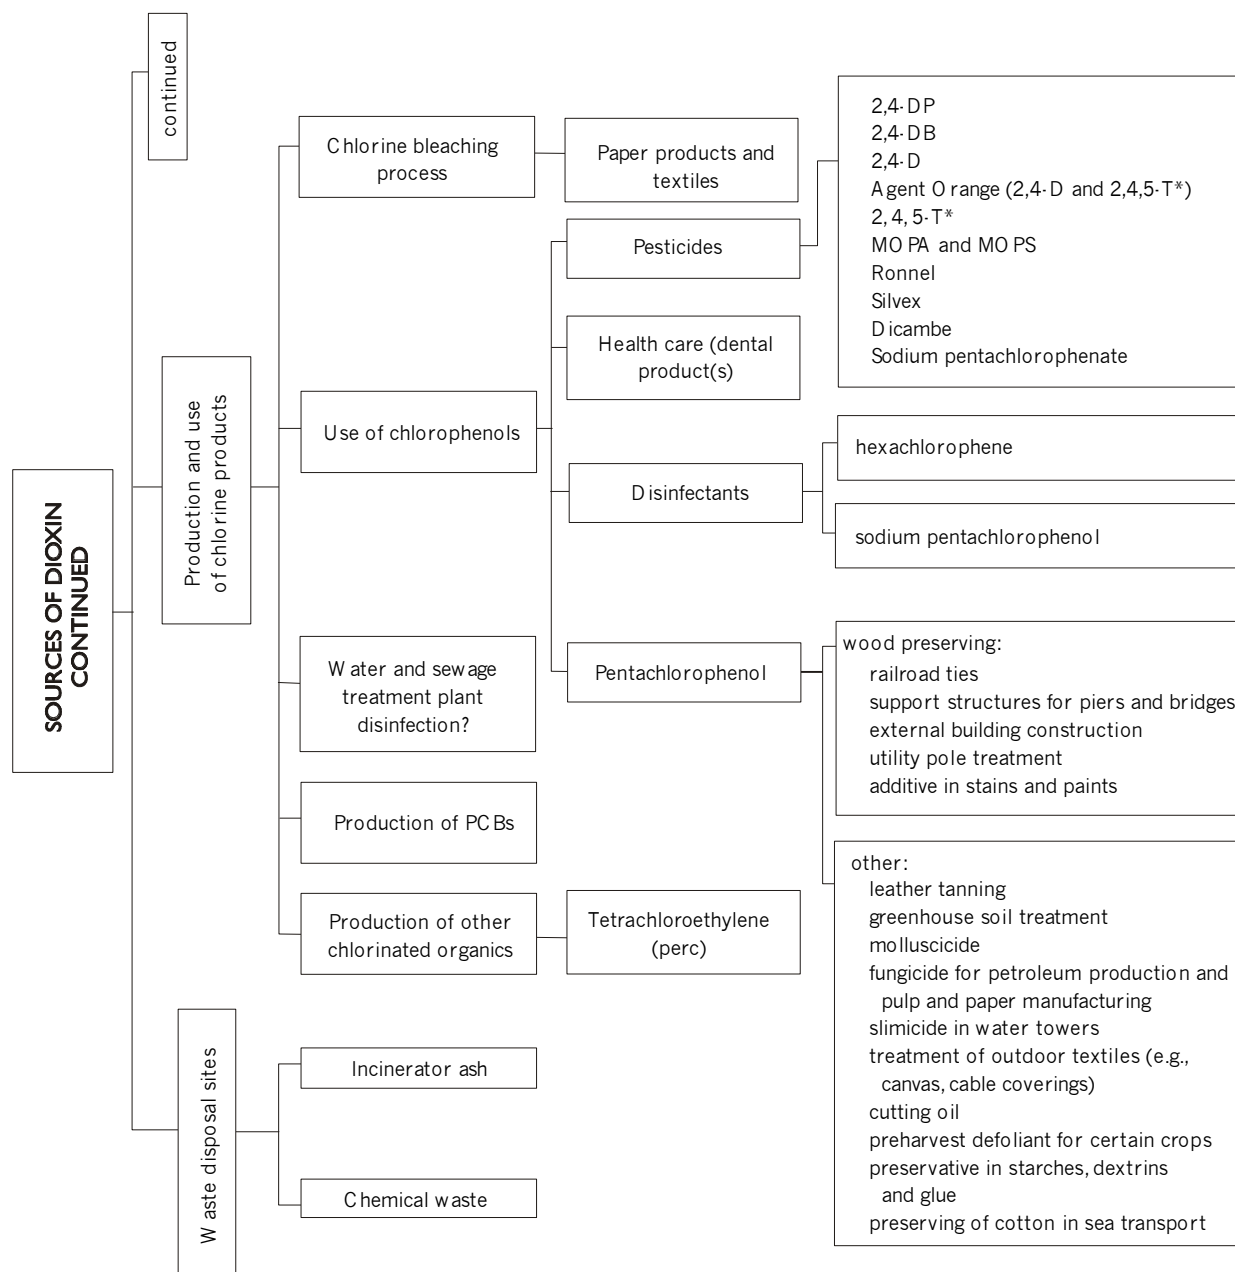 continued
SOURCES OF DIOXIN
CONTINUED
Production and use
of chlorine products
Chlorine bleaching
process
Paper products and
textiles
Use of chlorophenols
Pesticides
2,4-DP
2,4-DB
2,4-D
Agent Orange (2,4-D and 2,4,5-T*)
2, 4, 5-T*
MOPA and MOPS
Ronnel
Silvex
Dicambe
Sodium pentachlorophenate
Health care (dental
product(s)
Disinfectants
hexachlorophene
sodium pentachlorophenol
Pentachlorophenol
wood preserving:
railroad ties
support structures for piers and bridges
external building construction
utility pole treatment
additive in stains and paints
other:
leather tanning
greenhouse soil treatment
molluscicide
fungicide for petroleum production and
pulp and paper manufacturing
slimicide in water towers
treatment of outdoor textiles (e.g.,
canvas, cable coverings)
cutting oil
preharvest defoliant for certain crops
preservative in starches, dextrins
and glue
preserving of cotton in sea transport
Water and sewage
treatment plant
disinfection?
Production of PCBs
Production of other
chlorinated organics
Tetrachloroethylene
(perc)
Waste disposal sites
Incinerator ash
Chemical waste